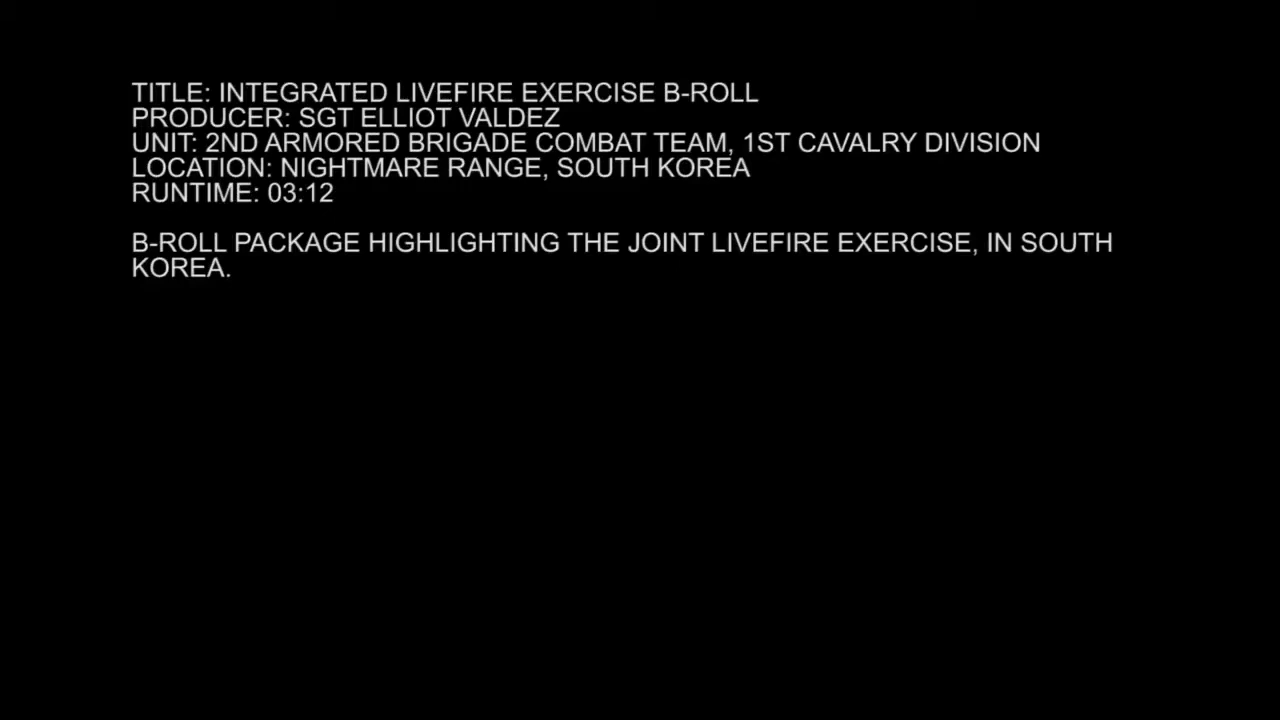 TITLE: INTEGRATED LIVEFIRE EXERCISE B-ROLL
PRODUCER: SGT ELLIOT VALDEZ
UNIT: 2ND ARMORED BRIGADE COMBAT TEAM, 1ST CAVALRY DIVISION
LOCATION: NIGHTMARE RANGE, SOUTH KOREA
RUNTIME: 03:12
B-ROLL PACKAGE HIGHLIGHTING THE JOINT LIVEFIRE EXERCISE, IN SOUTH
KOREA.